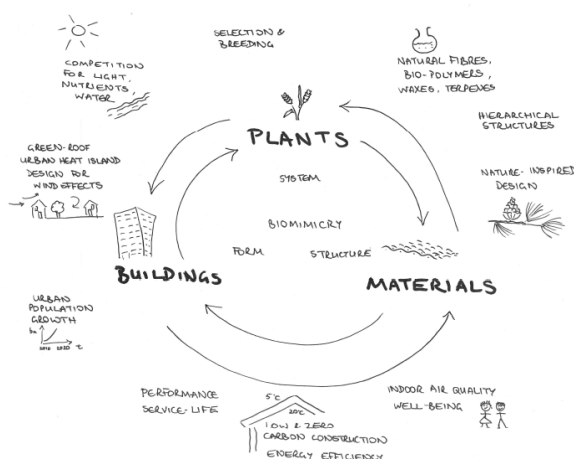 SELECTION &
BREEDING
COMPETITION
FOR LIGHT,
NUTRIENTS,
WATER
NATURAL FIBRES,
BIO-POLYMERS,
WAXES, TERPENES
HIERARCHICAL
STRUCTURES
PLANTS
GREEN-ROOF
URBAN HEAT ISLAND
DESIGN FOR
WIND EFFECTS
NATURE-INSPIRED
DESIGN
SYSTEM
BIOMIMICRY
FORM
STRUCTURE
BUILDINGS
MATERIALS
URBAN
POPULATION
GROWTH
t
PERFORMANCE
SERVICE-LIFE
5°C
20°C
LOW & ZERO
CARBON CONSTRUCTION
ENERGY EFFICIENCY
INDOOR AIR QUALITY
WELL-BEING